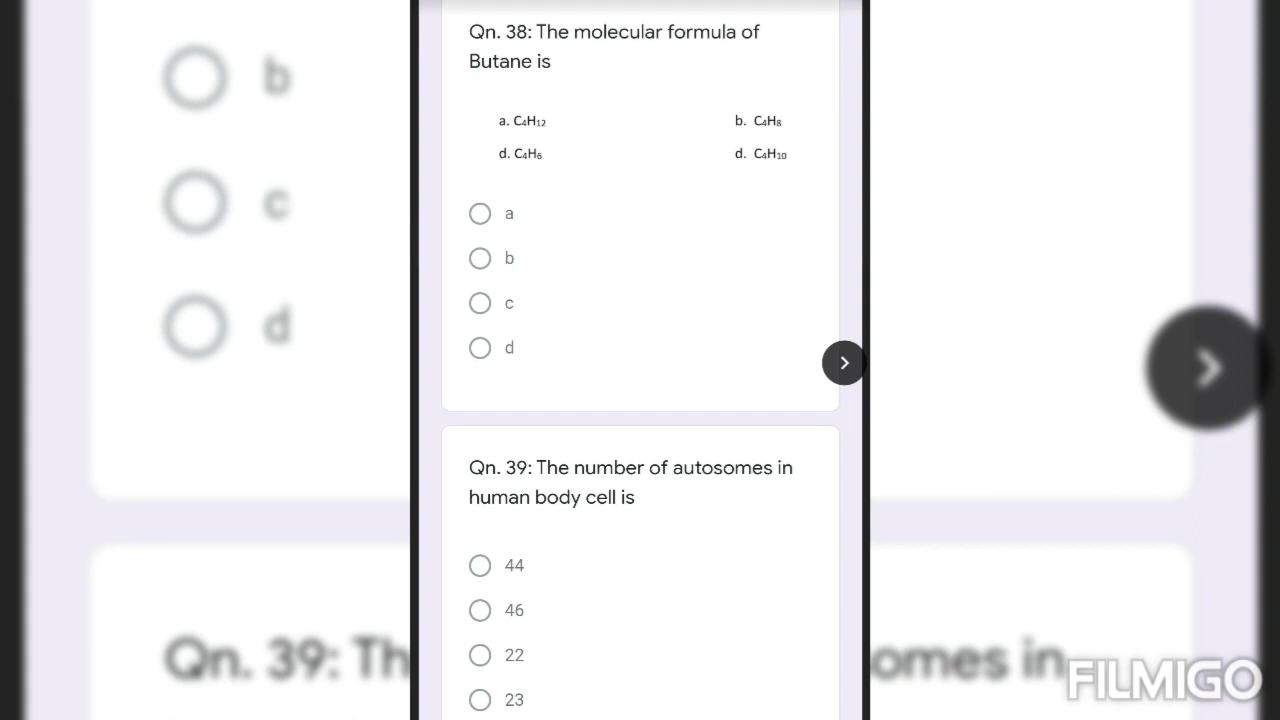 Qn. 38: The molecular formula of
Butane is
a. C₄H₁₂ b. C₄H₈
d. C₄H₆ d. C₄H₁₀
a
b
c
d
Qn. 39: The number of autosomes in
human body cell is
44
46
22
23
b
c
d
Qn. 39: Th
omes in
FILMIGO